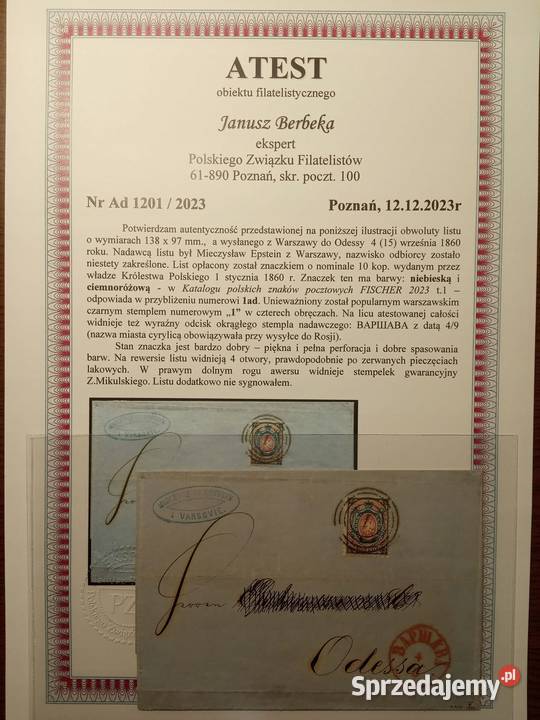 ATEST
obiektu filatelistycznego
Janusz Berbeka
ekspert
Polskiego Związku Filatelistów
61-890 Poznań, skr. poczt. 100
Nr Ad 1201 / 2023 Poznań, 12.12.2023r
Potwierdzam autentyczność przedstawionej na poniższej ilustracji obwoluty listu
o wymiarach 138 x 97 mm., a wysłanego z Warszawy do Odessy 4 (15) września 1860
roku. Nadawcą listu był Mieczysław Epstein z Warszawy, nazwisko odbiorcy zostało
niestety zakreślone. List opłacony został znaczkiem o nominale 10 kop. wydanym przez
władze Królestwa Polskiego 1 stycznia 1860 r. Znaczek ten ma barwy: niebieską i
ciemnoróżową, - w Katalogu polskich znaków pocztowych FISCHER 2023 t.1 –
odpowiada w przybliżeniu numerowi 1ad. Unieważniony został popularnym warszawskim
czarnym stemplem numerowym „1” w czterech obręczach. Na licu atestowanej całości
widnieje też wyraźny odcisk okrągłego stempla nadawczego: ВАРШАВА z datą 4/9
(nazwa miasta cyrylicą obowiązywała przy wysyłce do Rosji).
Stan znaczka jest bardzo dobry – piękna i pełna perforacja i dobre spasowania
barw. Na rewersie listu widnieją 4 otwory, prawdopodobnie po zerwanych pieczęciach
lakowych. W prawym dolnym rogu awersu widnieje stempelek gwarancyjny
Z.Mikulskiego. Listu dodatkowo nie sygnowałem.
VARSOVIE
Herrn
ВАРШАВА
Odessa
Sprzedajemy.pl